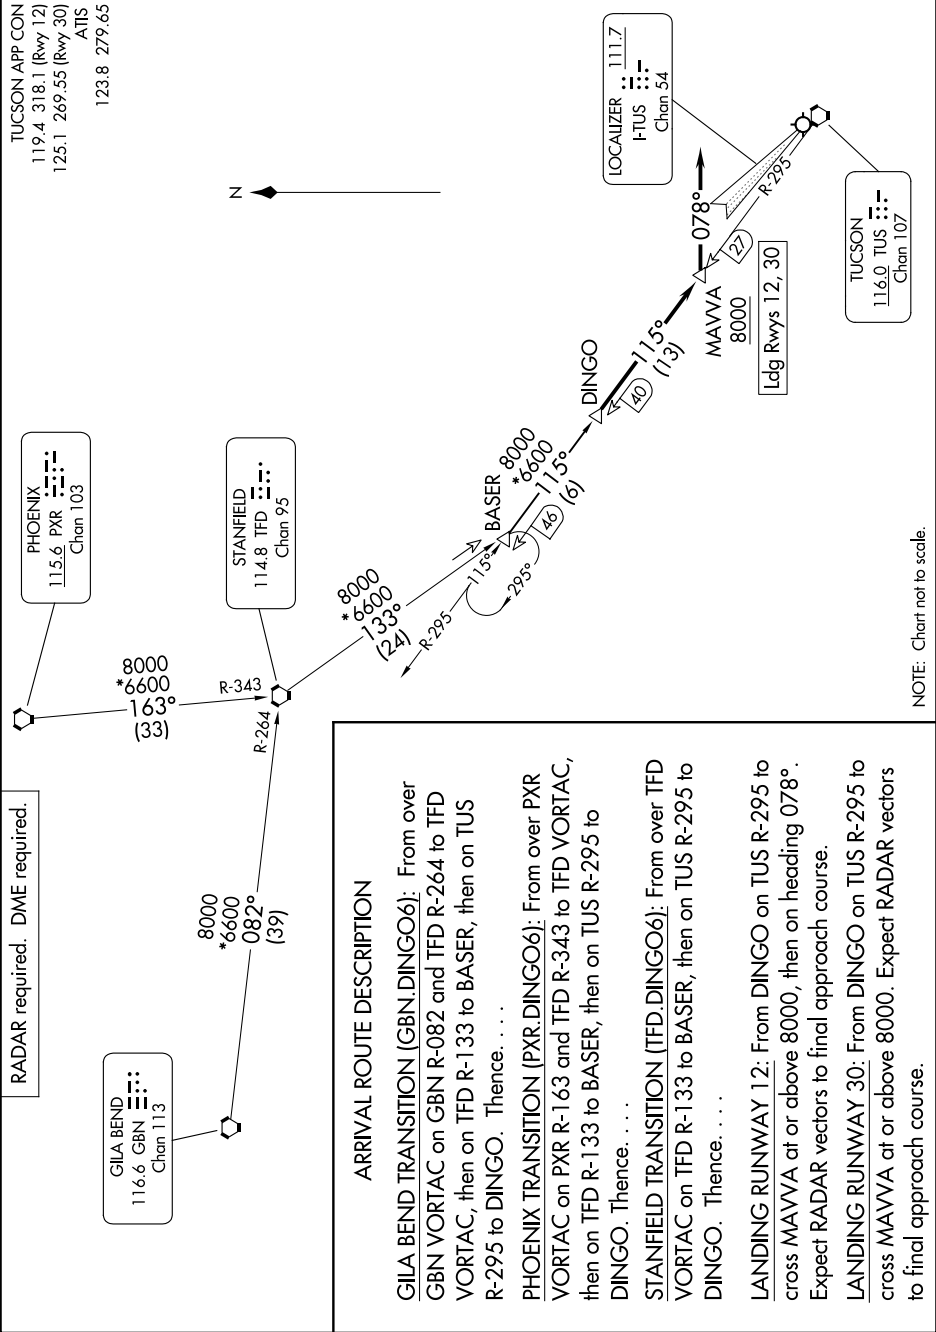 RADAR required. DME required.
TUCSON APP CON
119.4 318.1 (Rwy 12)
125.1 269.55 (Rwy 30)
ATIS
123.8 279.65
PHOENIX
115.6 PXR
Chan 103
GILA BEND
116.6 GBN
Chan 113
STANFIELD
114.8 TFD
Chan 95
8000
*6600
163°
(33)
R-343
R-264
8000
*6600
082°
(39)
8000
*6600
133°
(24)
R-295
115°
295°
BASER
46
8000
*6600
115°
(6)
DINGO
40
115°
(13)
MAVVA
8000
Ldg Rwys 12, 30
27
078°
R-295
N
LOCALIZER 111.7
I-TUS
Chan 54
TUCSON
116.0 TUS
Chan 107
ARRIVAL ROUTE DESCRIPTION
GILA BEND TRANSITION (GBN.DINGO6): From over
GBN VORTAC on GBN R-082 and TFD R-264 to TFD
VORTAC, then on TFD R-133 to BASER, then on TUS
R-295 to DINGO. Thence. . . .
PHOENIX TRANSITION (PXR.DINGO6): From over PXR
VORTAC on PXR R-163 and TFD R-343 to TFD VORTAC,
then on TFD R-133 to BASER, then on TUS R-295 to
DINGO. Thence. . . .
STANFIELD TRANSITION (TFD.DINGO6): From over TFD
VORTAC on TFD R-133 to BASER, then on TUS R-295 to
DINGO. Thence. . . .
LANDING RUNWAY 12: From DINGO on TUS R-295 to
cross MAVVA at or above 8000, then on heading 078°.
Expect RADAR vectors to final approach course.
LANDING RUNWAY 30: From DINGO on TUS R-295 to
cross MAVVA at or above 8000. Expect RADAR vectors
to final approach course.
NOTE: Chart not to scale.